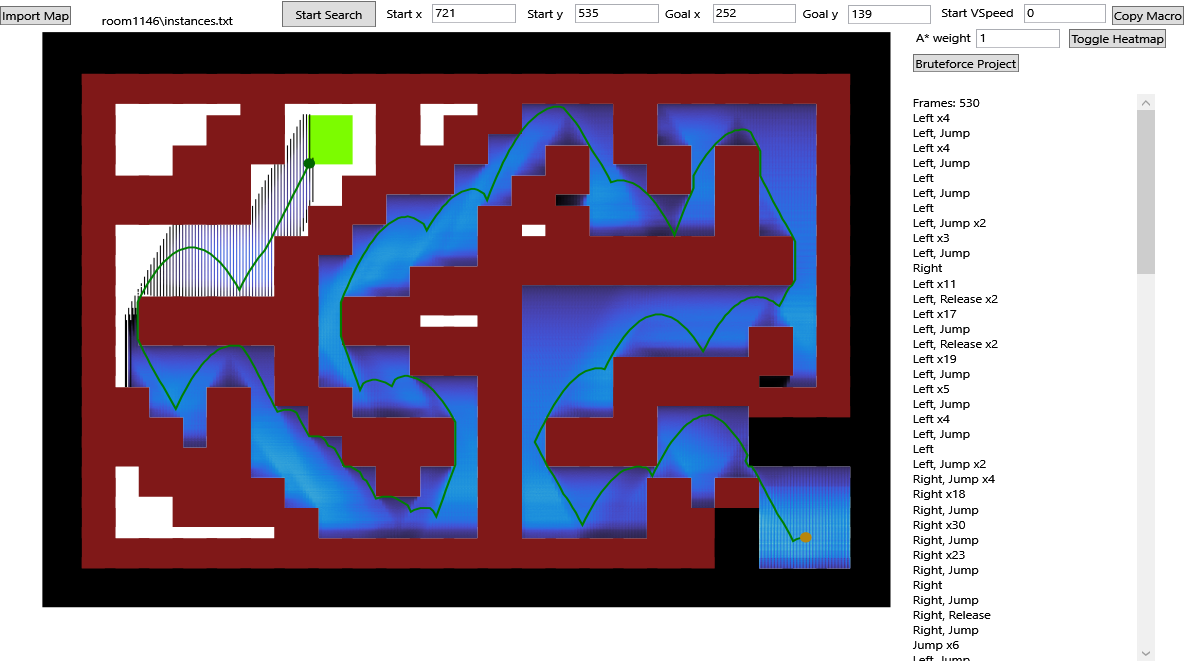 Import Map
room1146\instances.txt
Start Search
Start x 721 Start y 535 Goal x 252 Goal y 139 Start VSpeed 0
Copy Macro
A* weight 1
Toggle Heatmap
Bruteforce Project
Frames: 530
Left x4
Left, Jump
Left x4
Left, Jump
Left
Left, Jump
Left
Left, Jump x2
Left x3
Left, Jump
Right
Left x11
Left, Release x2
Left x17
Left, Jump
Left, Release x2
Left x19
Left, Jump
Left x5
Left, Jump
Left x4
Left, Jump
Left
Left, Jump x2
Right, Jump x4
Right x18
Right, Jump
Right x30
Right, Jump
Right x23
Right, Jump
Right
Right, Jump
Right, Release
Right, Jump
Jump x6
Left, Jump